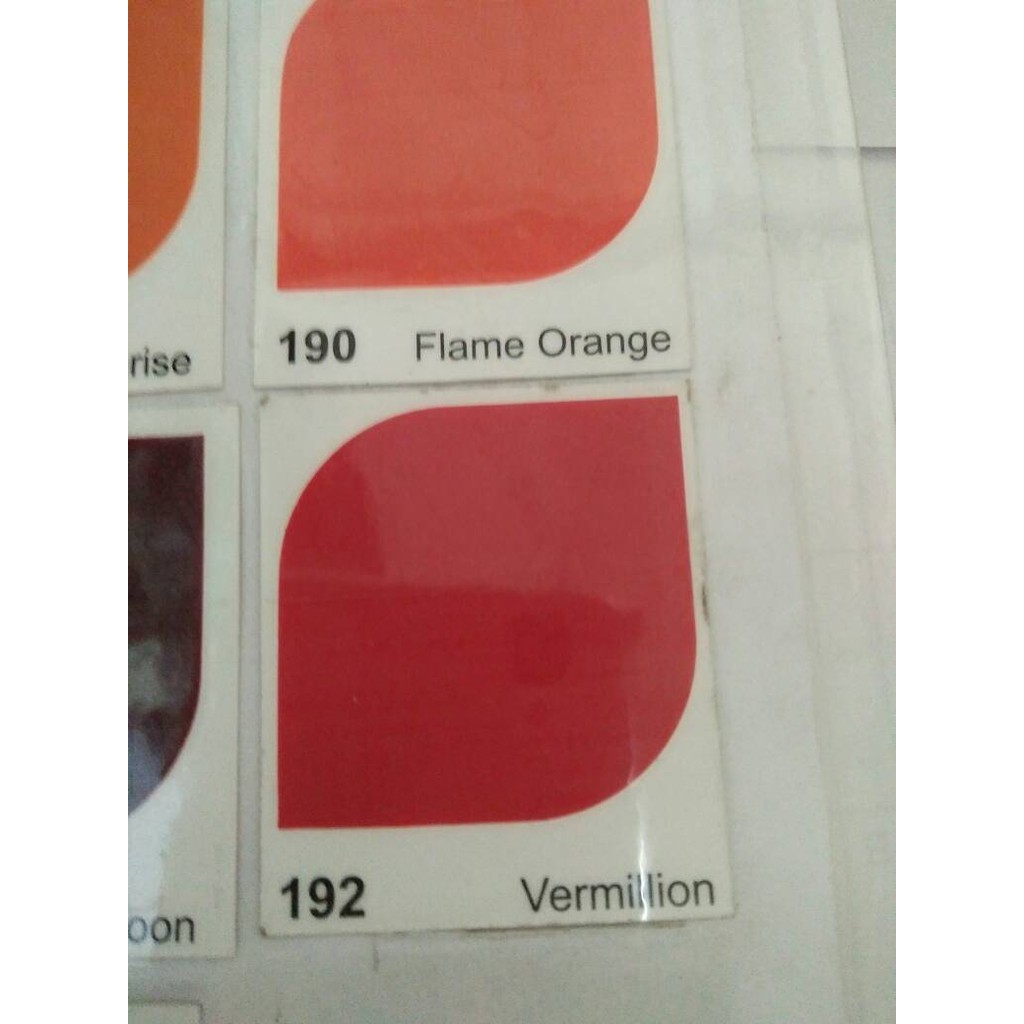 rise
190 Flame Orange
oon
192 Vermillion